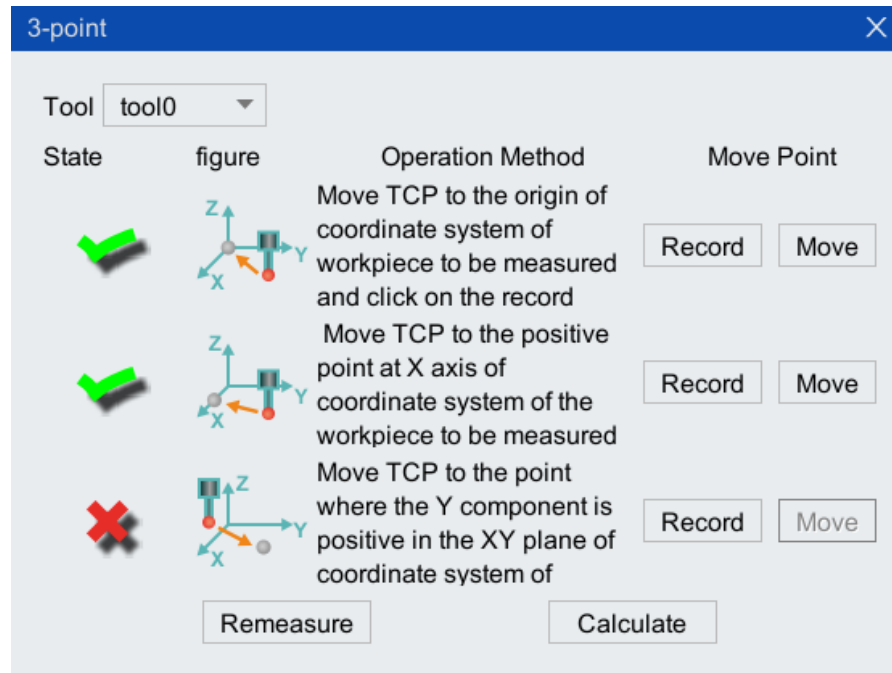 3-point
Tool tool0
State figure Operation Method Move Point
Z
Y
X
Move TCP to the origin of
coordinate system of
workpiece to be measured
and click on the record
Record Move
Z
Y
X
Move TCP to the positive
point at X axis of
coordinate system of the
workpiece to be measured
Record Move
Z
Y
X
Move TCP to the point
where the Y component is
positive in the XY plane of
coordinate system of
Record Move
Remeasure Calculate